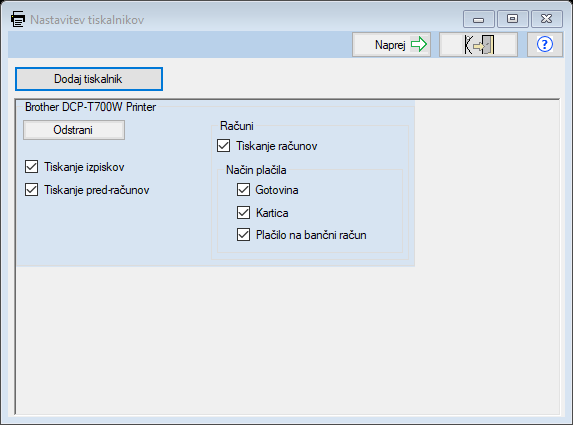 Nastavitev tiskalnikov
Naprej
?
Dodaj tiskalnik
Brother DCP-T700W Printer
Odstrani
Tiskanje izpiskov
Tiskanje pred-računov
Računi
Tiskanje računov
Način plačila
Gotovina
Kartica
Plačilo na bančni račun